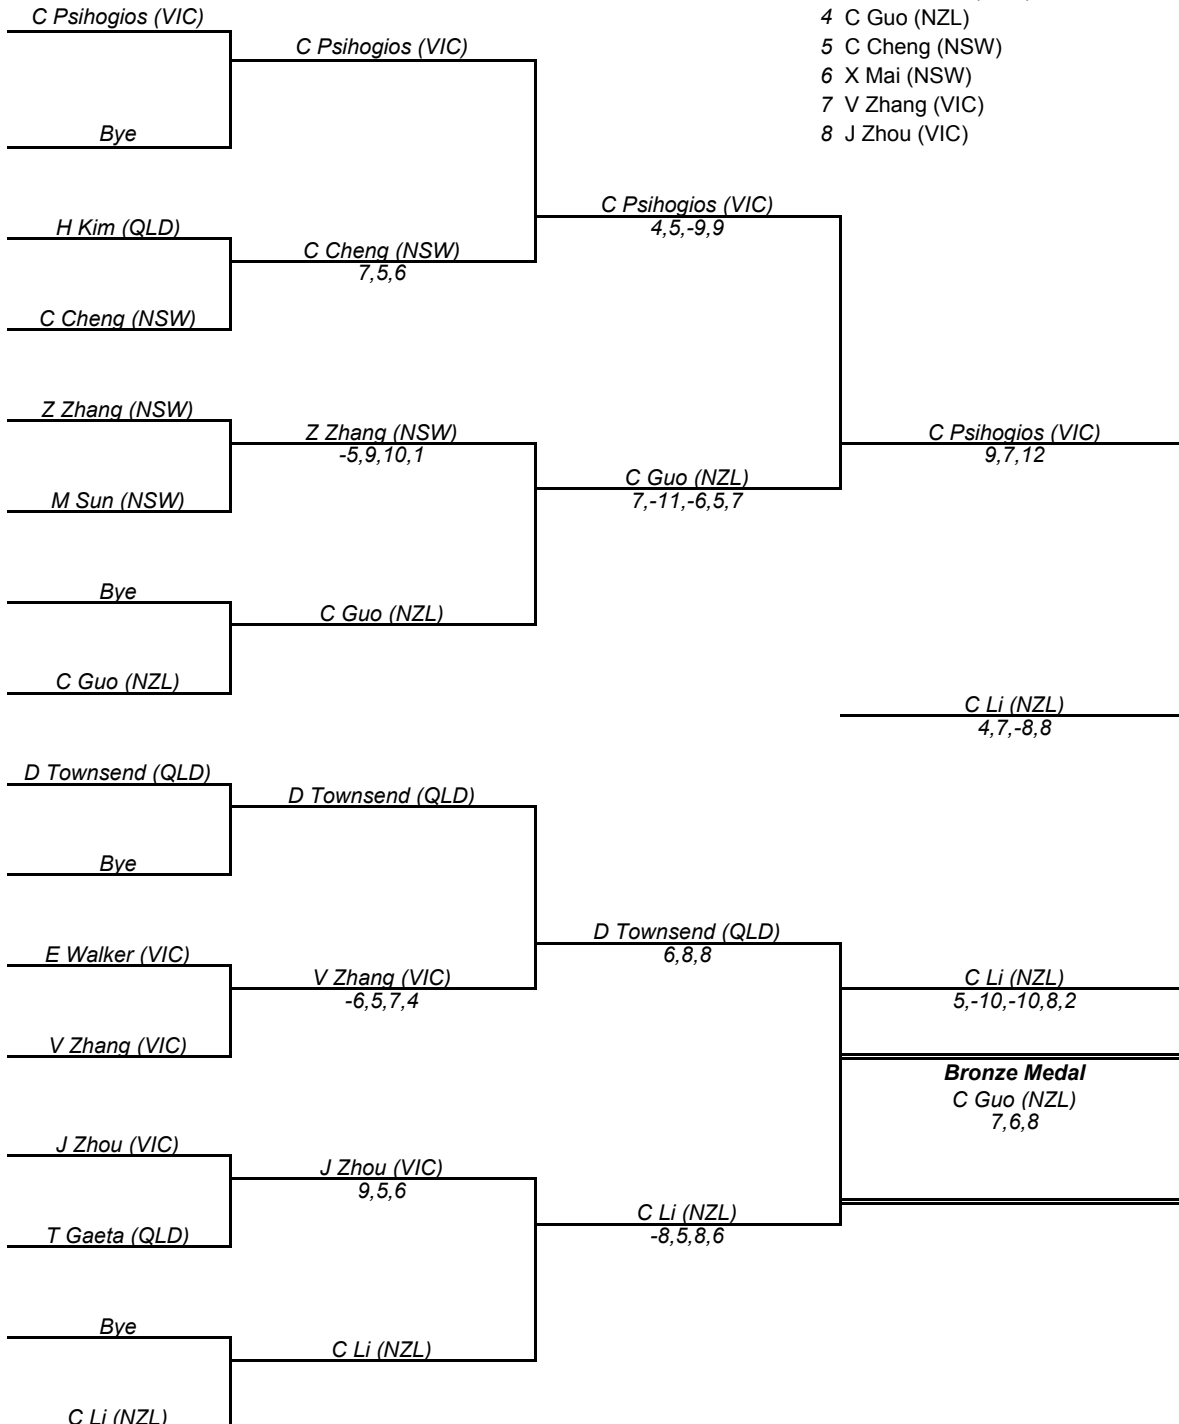 C Psihogios (VIC)
Bye
H Kim (QLD)
C Cheng (NSW)
Z Zhang (NSW)
M Sun (NSW)
Bye
C Guo (NZL)
D Townsend (QLD)
Bye
E Walker (VIC)
V Zhang (VIC)
J Zhou (VIC)
T Gaeta (QLD)
Bye
C Li (NZL)
C Psihogios (VIC)
C Cheng (NSW)
7,5,6
Z Zhang (NSW)
-5,9,10,1
C Guo (NZL)
D Townsend (QLD)
V Zhang (VIC)
-6,5,7,4
J Zhou (VIC)
9,5,6
C Li (NZL)
C Psihogios (VIC)
4,5,-9,9
C Guo (NZL)
7,-11,-6,5,7
D Townsend (QLD)
6,8,8
C Li (NZL)
-8,5,8,6
4 C Guo (NZL)
5 C Cheng (NSW)
6 X Mai (NSW)
7 V Zhang (VIC)
8 J Zhou (VIC)
C Psihogios (VIC)
9,7,12
C Li (NZL)
4,7,-8,8
C Li (NZL)
5,-10,-10,8,2
Bronze Medal
C Guo (NZL)
7,6,8